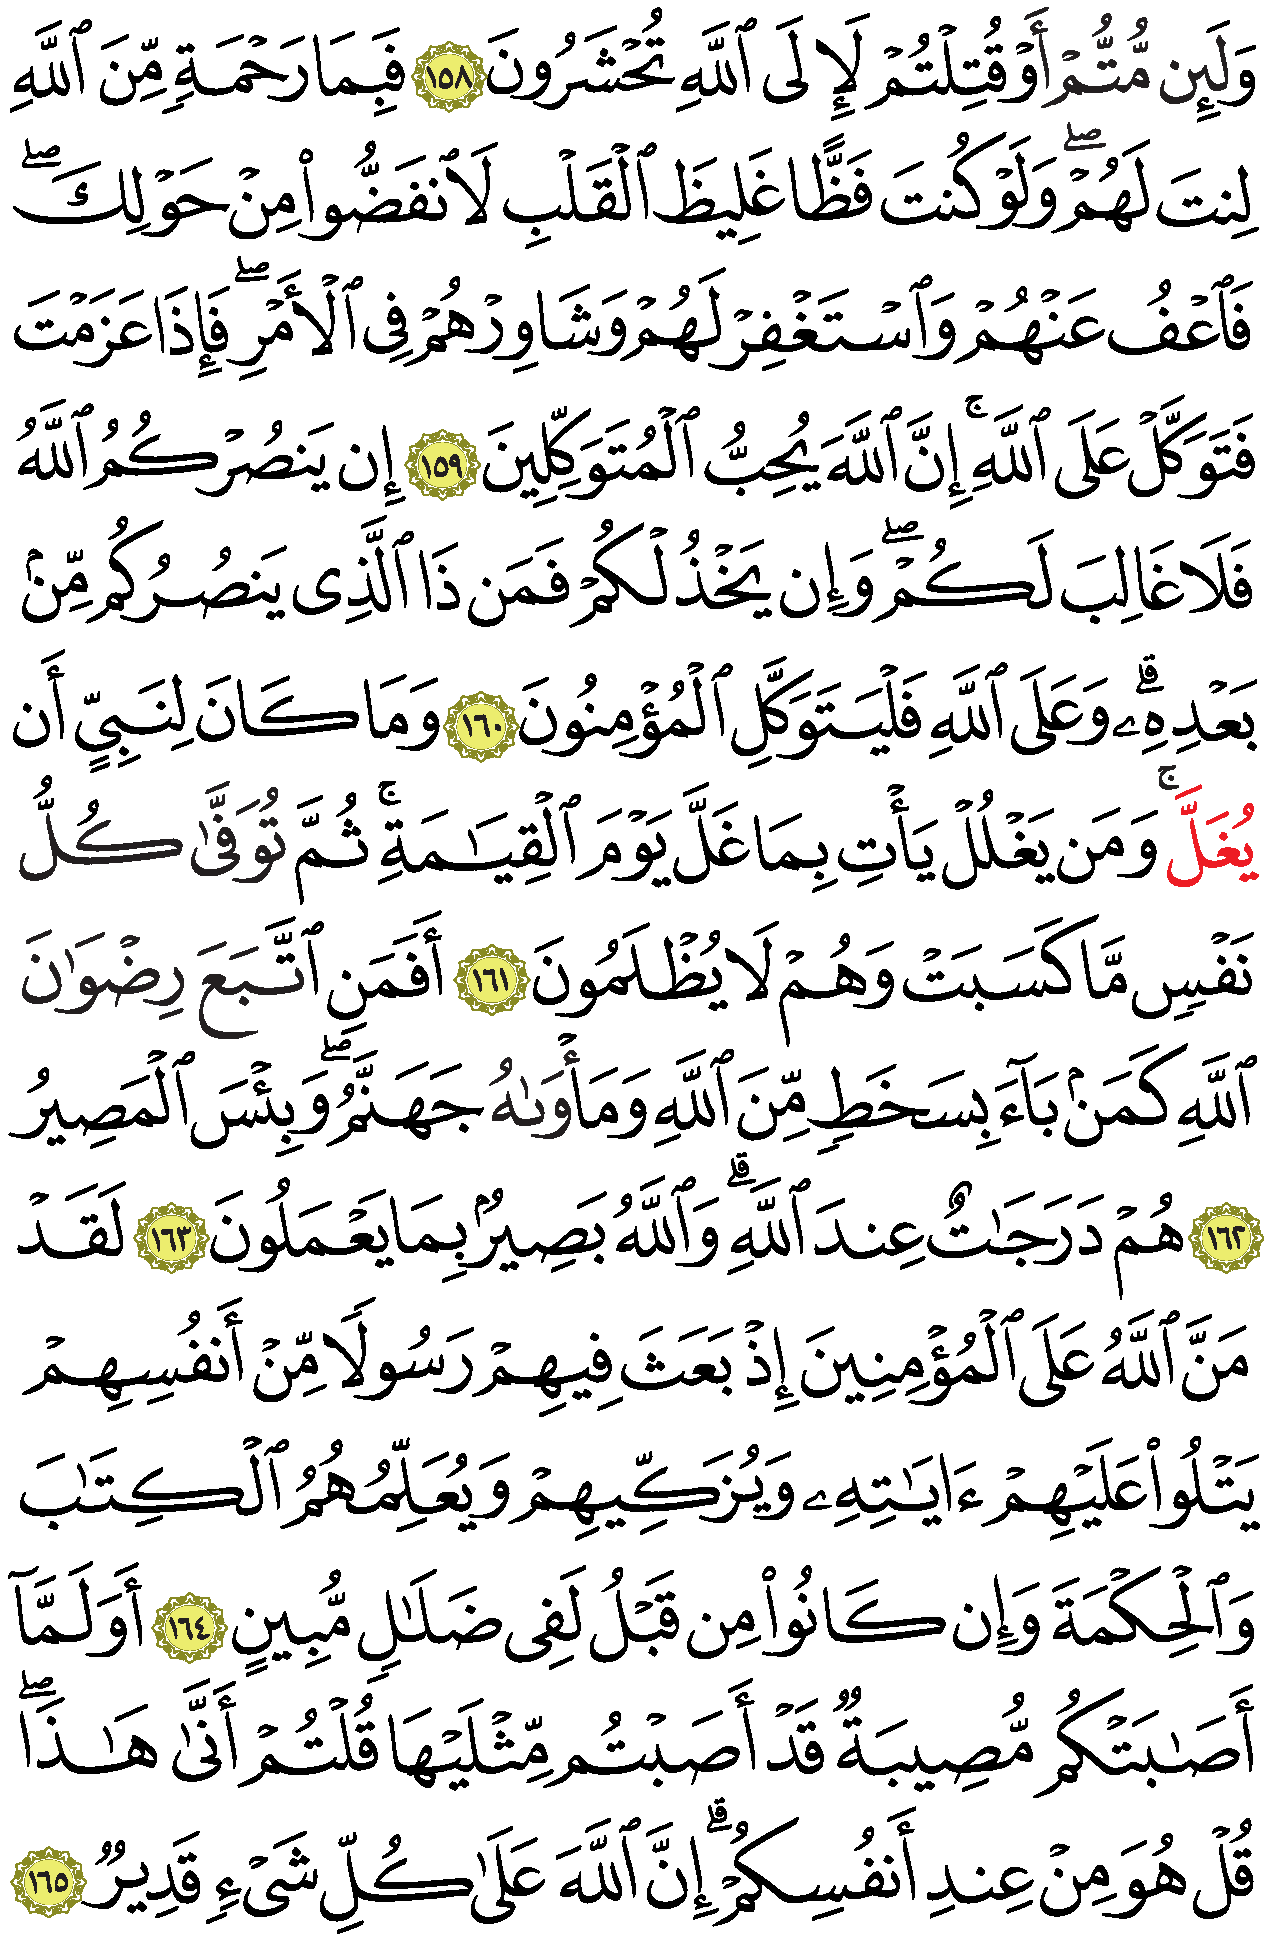 وَلَئِن مُّتُّمْ أَوْ قُتِلْتُمْ لَإِلَى ٱللَّهِ تُحْشَرُونَ ١٥٨ فَبِمَا رَحْمَةٍ مِّنَ ٱللَّهِ
لِنتَ لَهُمْ ۖ وَلَوْ كُنتَ فَظًّا غَلِيظَ ٱلْقَلْبِ لَٱنفَضُّوا۟ مِنْ حَوْلِكَ ۖ
فَٱعْفُ عَنْهُمْ وَٱسْتَغْفِرْ لَهُمْ وَشَاوِرْهُمْ فِى ٱلْأَمْرِ ۖ فَإِذَا عَزَمْتَ
فَتَوَكَّلْ عَلَى ٱللَّهِ ۚ إِنَّ ٱللَّهَ يُحِبُّ ٱلْمُتَوَكِّلِينَ ١٥٩ إِن يَنصُرْكُمُ ٱللَّهُ
فَلَا غَالِبَ لَكُمْ ۖ وَإِن يَخْذُلْكُمْ فَمَن ذَا ٱلَّذِى يَنصُرُكُم مِّنۢ
بَعْدِهِۦ ۗ وَعَلَى ٱللَّهِ فَلْيَتَوَكَّلِ ٱلْمُؤْمِنُونَ ١٦٠ وَمَا كَانَ لِنَبِىٍّ أَن
يُغَلَّ ۚ وَمَن يَغْلُلْ يَأْتِ بِمَا غَلَّ يَوْمَ ٱلْقِيَـٰمَةِ ۚ ثُمَّ تُوَفَّىٰ كُلُّ
نَفْسٍ مَّا كَسَبَتْ وَهُمْ لَا يُظْلَمُونَ ١٦١ أَفَمَنِ ٱتَّبَعَ رِضْوَٰنَ
ٱللَّهِ كَمَنۢ بَآءَ بِسَخَطٍ مِّنَ ٱللَّهِ وَمَأْوَىٰهُ جَهَنَّمُ ۖ وَبِئْسَ ٱلْمَصِيرُ
١٦٢ هُمْ دَرَجَـٰتٌ عِندَ ٱللَّهِ ۗ وَٱللَّهُ بَصِيرٌۢ بِمَا يَعْمَلُونَ ١٦٣ لَقَدْ
مَنَّ ٱللَّهُ عَلَى ٱلْمُؤْمِنِينَ إِذْ بَعَثَ فِيهِمْ رَسُولًا مِّنْ أَنفُسِهِمْ
يَتْلُوا۟ عَلَيْهِمْ ءَايَـٰتِهِۦ وَيُزَكِّيهِمْ وَيُعَلِّمُهُمُ ٱلْكِتَـٰبَ
وَٱلْحِكْمَةَ وَإِن كَانُوا۟ مِن قَبْلُ لَفِى ضَلَـٰلٍ مُّبِينٍ ١٦٤ أَوَلَمَّآ
أَصَـٰبَتْكُم مُّصِيبَةٌ قَدْ أَصَبْتُم مِّثْلَيْهَا قُلْتُمْ أَنَّىٰ هَـٰذَا ۖ
قُلْ هُوَ مِنْ عِندِ أَنفُسِكُمْ ۗ إِنَّ ٱللَّهَ عَلَىٰ كُلِّ شَىْءٍ قَدِيرٌ ١٦٥